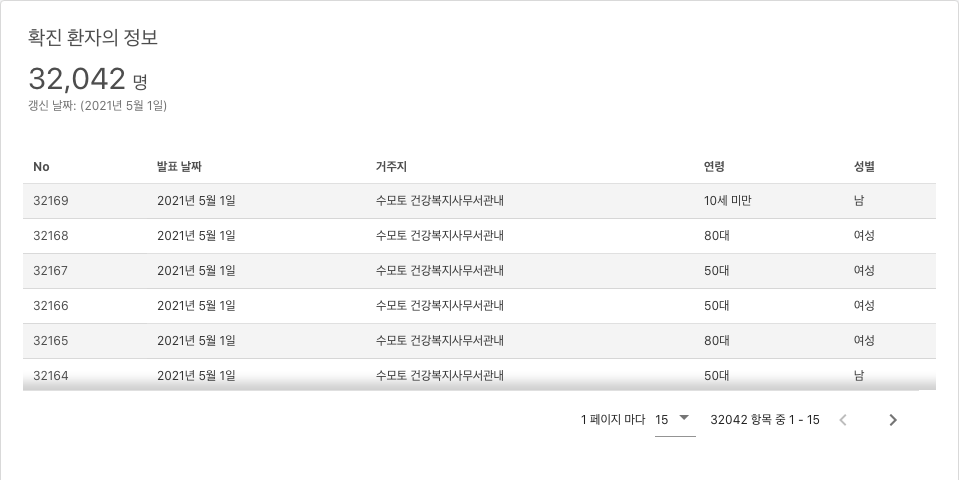 확진 환자의 정보
32,042 명
갱신 날짜: (2021년 5월 1일)
No 발표 날짜 거주지 연령 성별
32169 2021년 5월 1일 수모토 건강복지사무서관내 10세 미만 남
32168 2021년 5월 1일 수모토 건강복지사무서관내 80대 여성
32167 2021년 5월 1일 수모토 건강복지사무서관내 50대 여성
32166 2021년 5월 1일 수모토 건강복지사무서관내 50대 여성
32165 2021년 5월 1일 수모토 건강복지사무서관내 80대 여성
32164 2021년 5월 1일 수모토 건강복지사무서관내 50대 남
1 페이지 마다 15 32042 항목 중 1 - 15